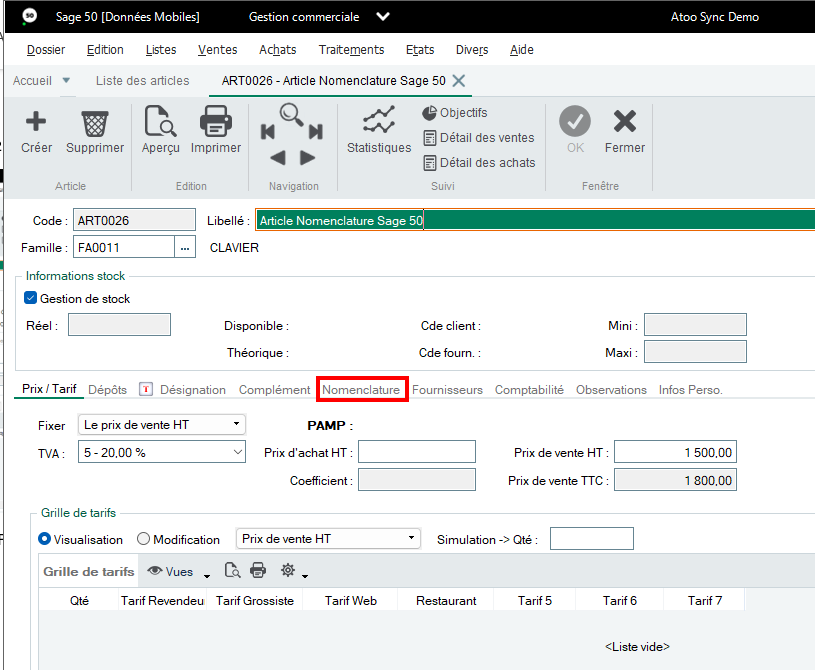 50 Sage 50 [Données Mobiles] Gestion commerciale Atoo Sync Demo
Dossier Edition Listes Ventes Achats Traitements Etats Divers Aide
Accueil Liste des articles ART0026 - Article Nomenclature Sage 50
Créer Supprimer Aperçu Imprimer Statistiques Objectifs OK Fermer
Détail des ventes
Détail des achats
Article Edition Navigation Suivi Fenêtre
Code : ART0026 Libellé : Article Nomenclature Sage 50
Famille : FA0011 ... CLAVIER
Informations stock
Gestion de stock
Réel : Disponible : Cde client : Mini :
Théorique : Cde fourn. : Maxi :
Prix / Tarif Dépôts T Désignation Complément Nomenclature Fournisseurs Comptabilité Observations Infos Perso.
Fixer Le prix de vente HT PAMP :
TVA : 5 - 20,00 % Prix d'achat HT : Prix de vente HT : 1 500,00
Coefficient : Prix de vente TTC : 1 800,00
Grille de tarifs
Visualisation Modification Prix de vente HT Simulation -> Qté :
Grille de tarifs Vues
Qté Tarif Revendeu Tarif Grossiste Tarif Web Restaurant Tarif 5 Tarif 6 Tarif 7
<Liste vide>